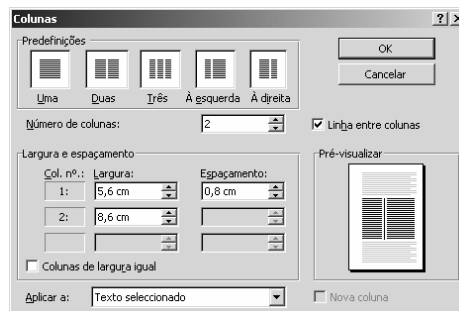 Colunas
Predefinições
OK
Cancelar
Uma Duas Três À esquerda À direita
Número de colunas: 2
Linha entre colunas
Largura e espaçamento
Pré-visualizar
Col. nº.: Largura: Espaçamento:
1: 5,6 cm 0,8 cm
2: 8,6 cm
Colunas de largura igual
Aplicar a: Texto seleccionado
Nova coluna